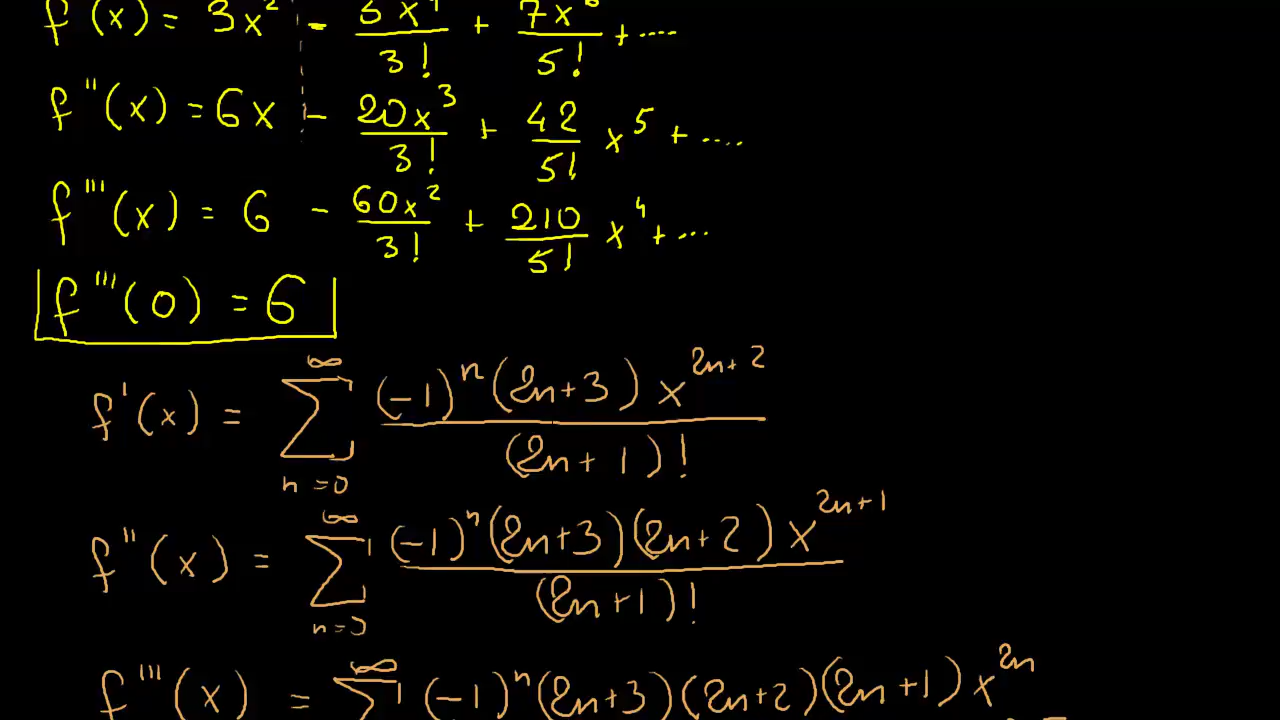 f'(x) = 3x² - 5x⁴/3! + 7x⁶/5! + ....
f''(x) = 6x - 20x³/3! + 42/5! x⁵ + ....
f'''(x) = 6 - 60x²/3! + 210/5! x⁴ + ...
f'''(0) = 6
f'(x) = ∑_{n=0}^{∞} (-1)ⁿ(2n+3)x^{2n+2}/(2n+1)!
f''(x) = ∑_{n=0}^{∞} (-1)ⁿ(2n+3)(2n+2)x^{2n+1}/(2n+1)!
f'''(x) = ∑^{∞} (-1)ⁿ(2n+3)(2n+2)(2n+1)x^{2n}